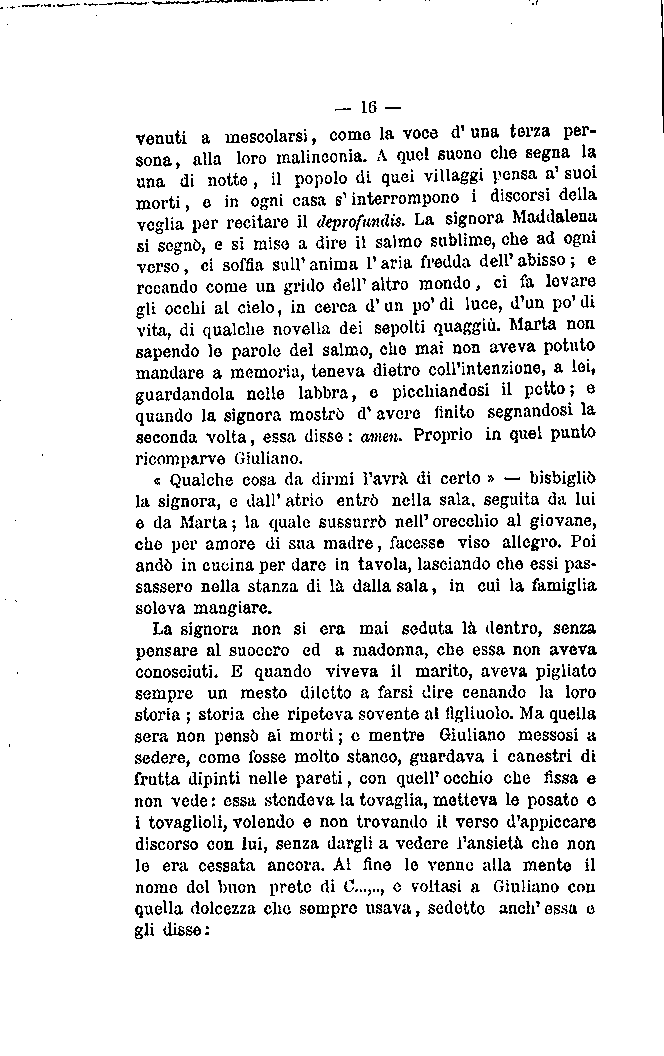 — 16 —
venuti a mescolarsi, come la voce d' una terza per-
sona, alla loro malinconia. A quel suono che segna la
una di notte, il popolo di quei villaggi pensa a' suoi
morti, e in ogni casa s' interrompono i discorsi della
veglia per recitare il deprofundis. La signora Maddalena
si segnò, e si mise a dire il salmo sublime, che ad ogni
verso, ci soffia sull' anima l' aria fredda dell' abisso; e
recando come un grido dell' altro mondo, ci fa levare
gli occhi al cielo, in cerca d' un po' di luce, d'un po' di
vita, di qualche novella dei sepolti quaggiù. Marta non
sapendo le parole del salmo, che mai non aveva potuto
mandare a memoria, teneva dietro coll'intenzione, a lei,
guardandola nelle labbra, e picchiandosi il petto; e
quando la signora mostrò d' avere finito segnandosi la
seconda volta, essa disse: amen. Proprio in quel punto
ricomparve Giuliano.
« Qualche cosa da dirmi l'avrà di certo » — bisbigliò
la signora, e dall' atrio entrò nella sala, seguita da lui
e da Marta; la quale sussurrò nell' orecchio al giovane,
che per amore di sua madre, facesse viso allegro. Poi
andò in cucina per dare in tavola, lasciando che essi pas-
sassero nella stanza di là dalla sala, in cui la famiglia
soleva mangiare.
La signora non si era mai seduta là dentro, senza
pensare al suocero ed a madonna, che essa non aveva
conosciuti. E quando viveva il marito, aveva pigliato
sempre un mesto diletto a farsi dire cenando la loro
storia; storia che ripeteva sovente al figliuolo. Ma quella
sera non pensò ai morti; e mentre Giuliano messosi a
sedere, come fosse molto stanco, guardava i canestri di
frutta dipinti nelle pareti, con quell' occhio che fissa e
non vede: essa stendeva la tovaglia, metteva le posate e
i tovaglioli, volendo e non trovando il verso d'appiccare
discorso con lui, senza dargli a vedere l'ansietà che non
le era cessata ancora. Al fine le venne alla mente il
nome del buon prete di C..,.., e voltasi a Giuliano con
quella dolcezza che sempre usava, sedette anch' essa e
gli disse: